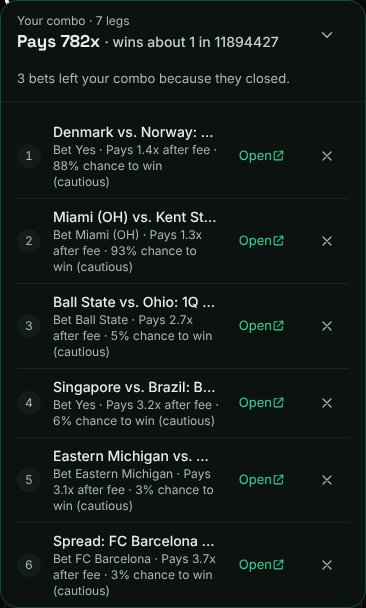 Your combo · 7 legs
Pays 782x · wins about 1 in 11894427
3 bets left your combo because they closed.
1
Denmark vs. Norway: ...
Bet Yes · Pays 1.4x after fee ·
88% chance to win
(cautious)
Open
2
Miami (OH) vs. Kent St...
Bet Miami (OH) · Pays 1.3x
after fee · 93% chance to
win (cautious)
Open
3
Ball State vs. Ohio: 1Q ...
Bet Ball State · Pays 2.7x
after fee · 5% chance to win
(cautious)
Open
4
Singapore vs. Brazil: B...
Bet Yes · Pays 3.2x after fee ·
6% chance to win (cautious)
Open
5
Eastern Michigan vs. ...
Bet Eastern Michigan · Pays
3.1x after fee · 3% chance to
win (cautious)
Open
6
Spread: FC Barcelona ...
Bet FC Barcelona · Pays 3.7x
after fee · 3% chance to win
(cautious)
Open